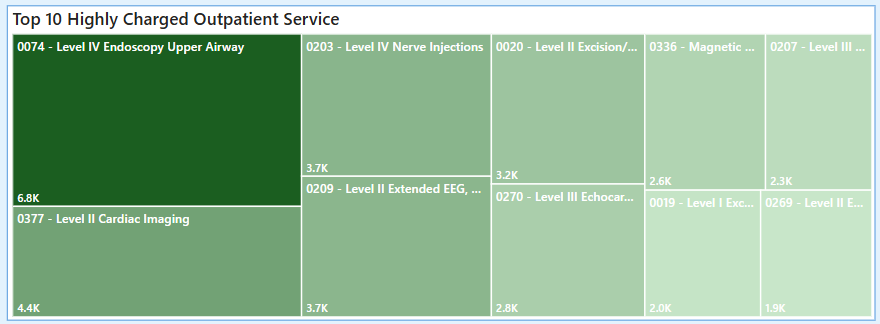 Top 10 Highly Charged Outpatient Service
0074 - Level IV Endoscopy Upper Airway
6.8K
0377 - Level II Cardiac Imaging
4.4K
0203 - Level IV Nerve Injections
3.7K
0209 - Level II Extended EEG, ...
3.7K
0020 - Level II Excision/...
3.2K
0270 - Level III Echocar...
2.8K
0336 - Magnetic ...
2.6K
0207 - Level III ...
2.3K
0019 - Level I Exc...
2.0K
0269 - Level II E...
1.9K